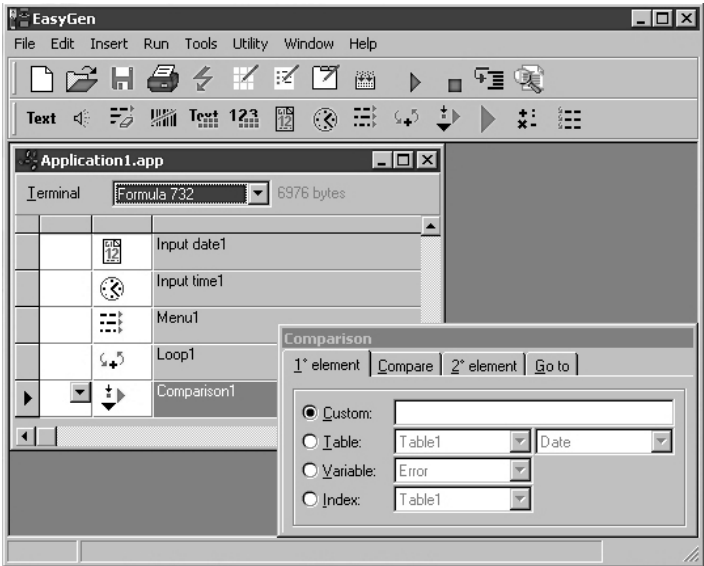 EasyGen
File Edit Insert Run Tools Utility Window Help
Text Text 123 12
Application1.app
Terminal Formula 732 6976 bytes
12 Input date1
Input time1
Menu1
Loop1
Comparison1
Comparison
1° element Compare 2° element Go to
Custom:
Table: Table1 Date
Variable: Error
Index: Table1